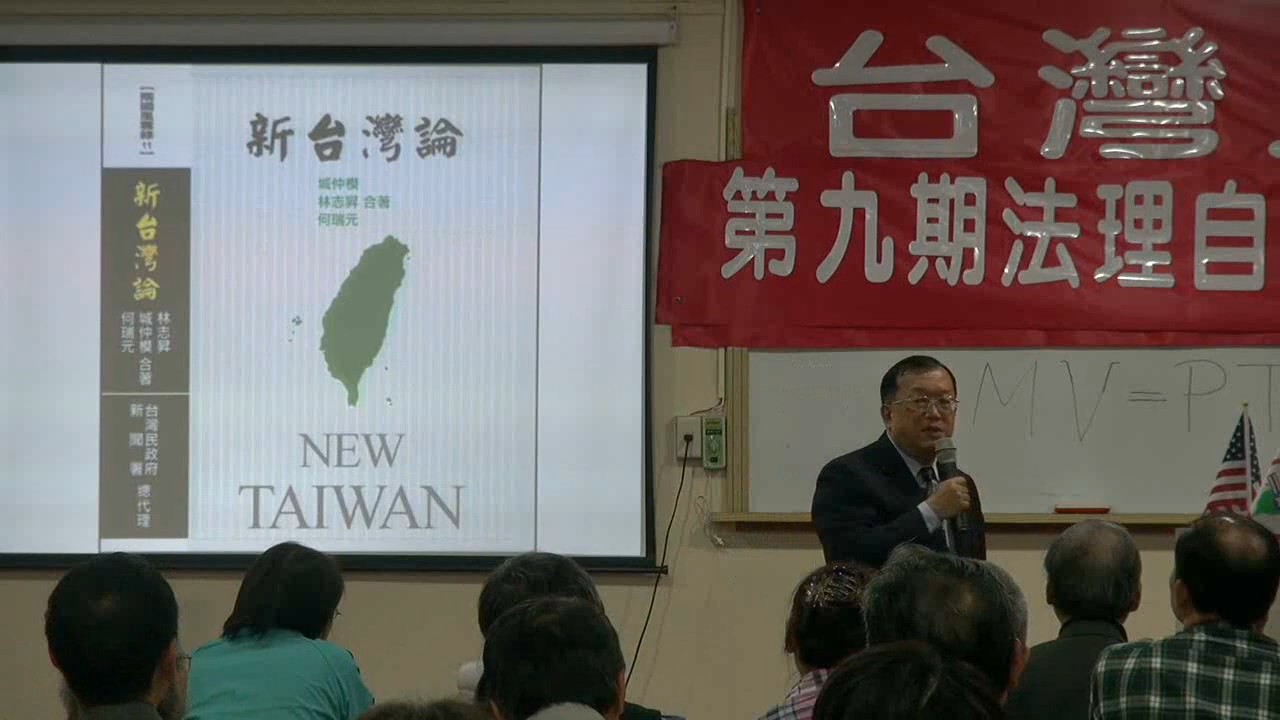 新台灣論
林志昇
城仲模 合著
何瑞元
台灣民政府
新聞署 總代理
新台灣論
城仲模
林志昇 合著
何瑞元
NEW
TAIWAN
台灣
第九期法理自
MV=PT